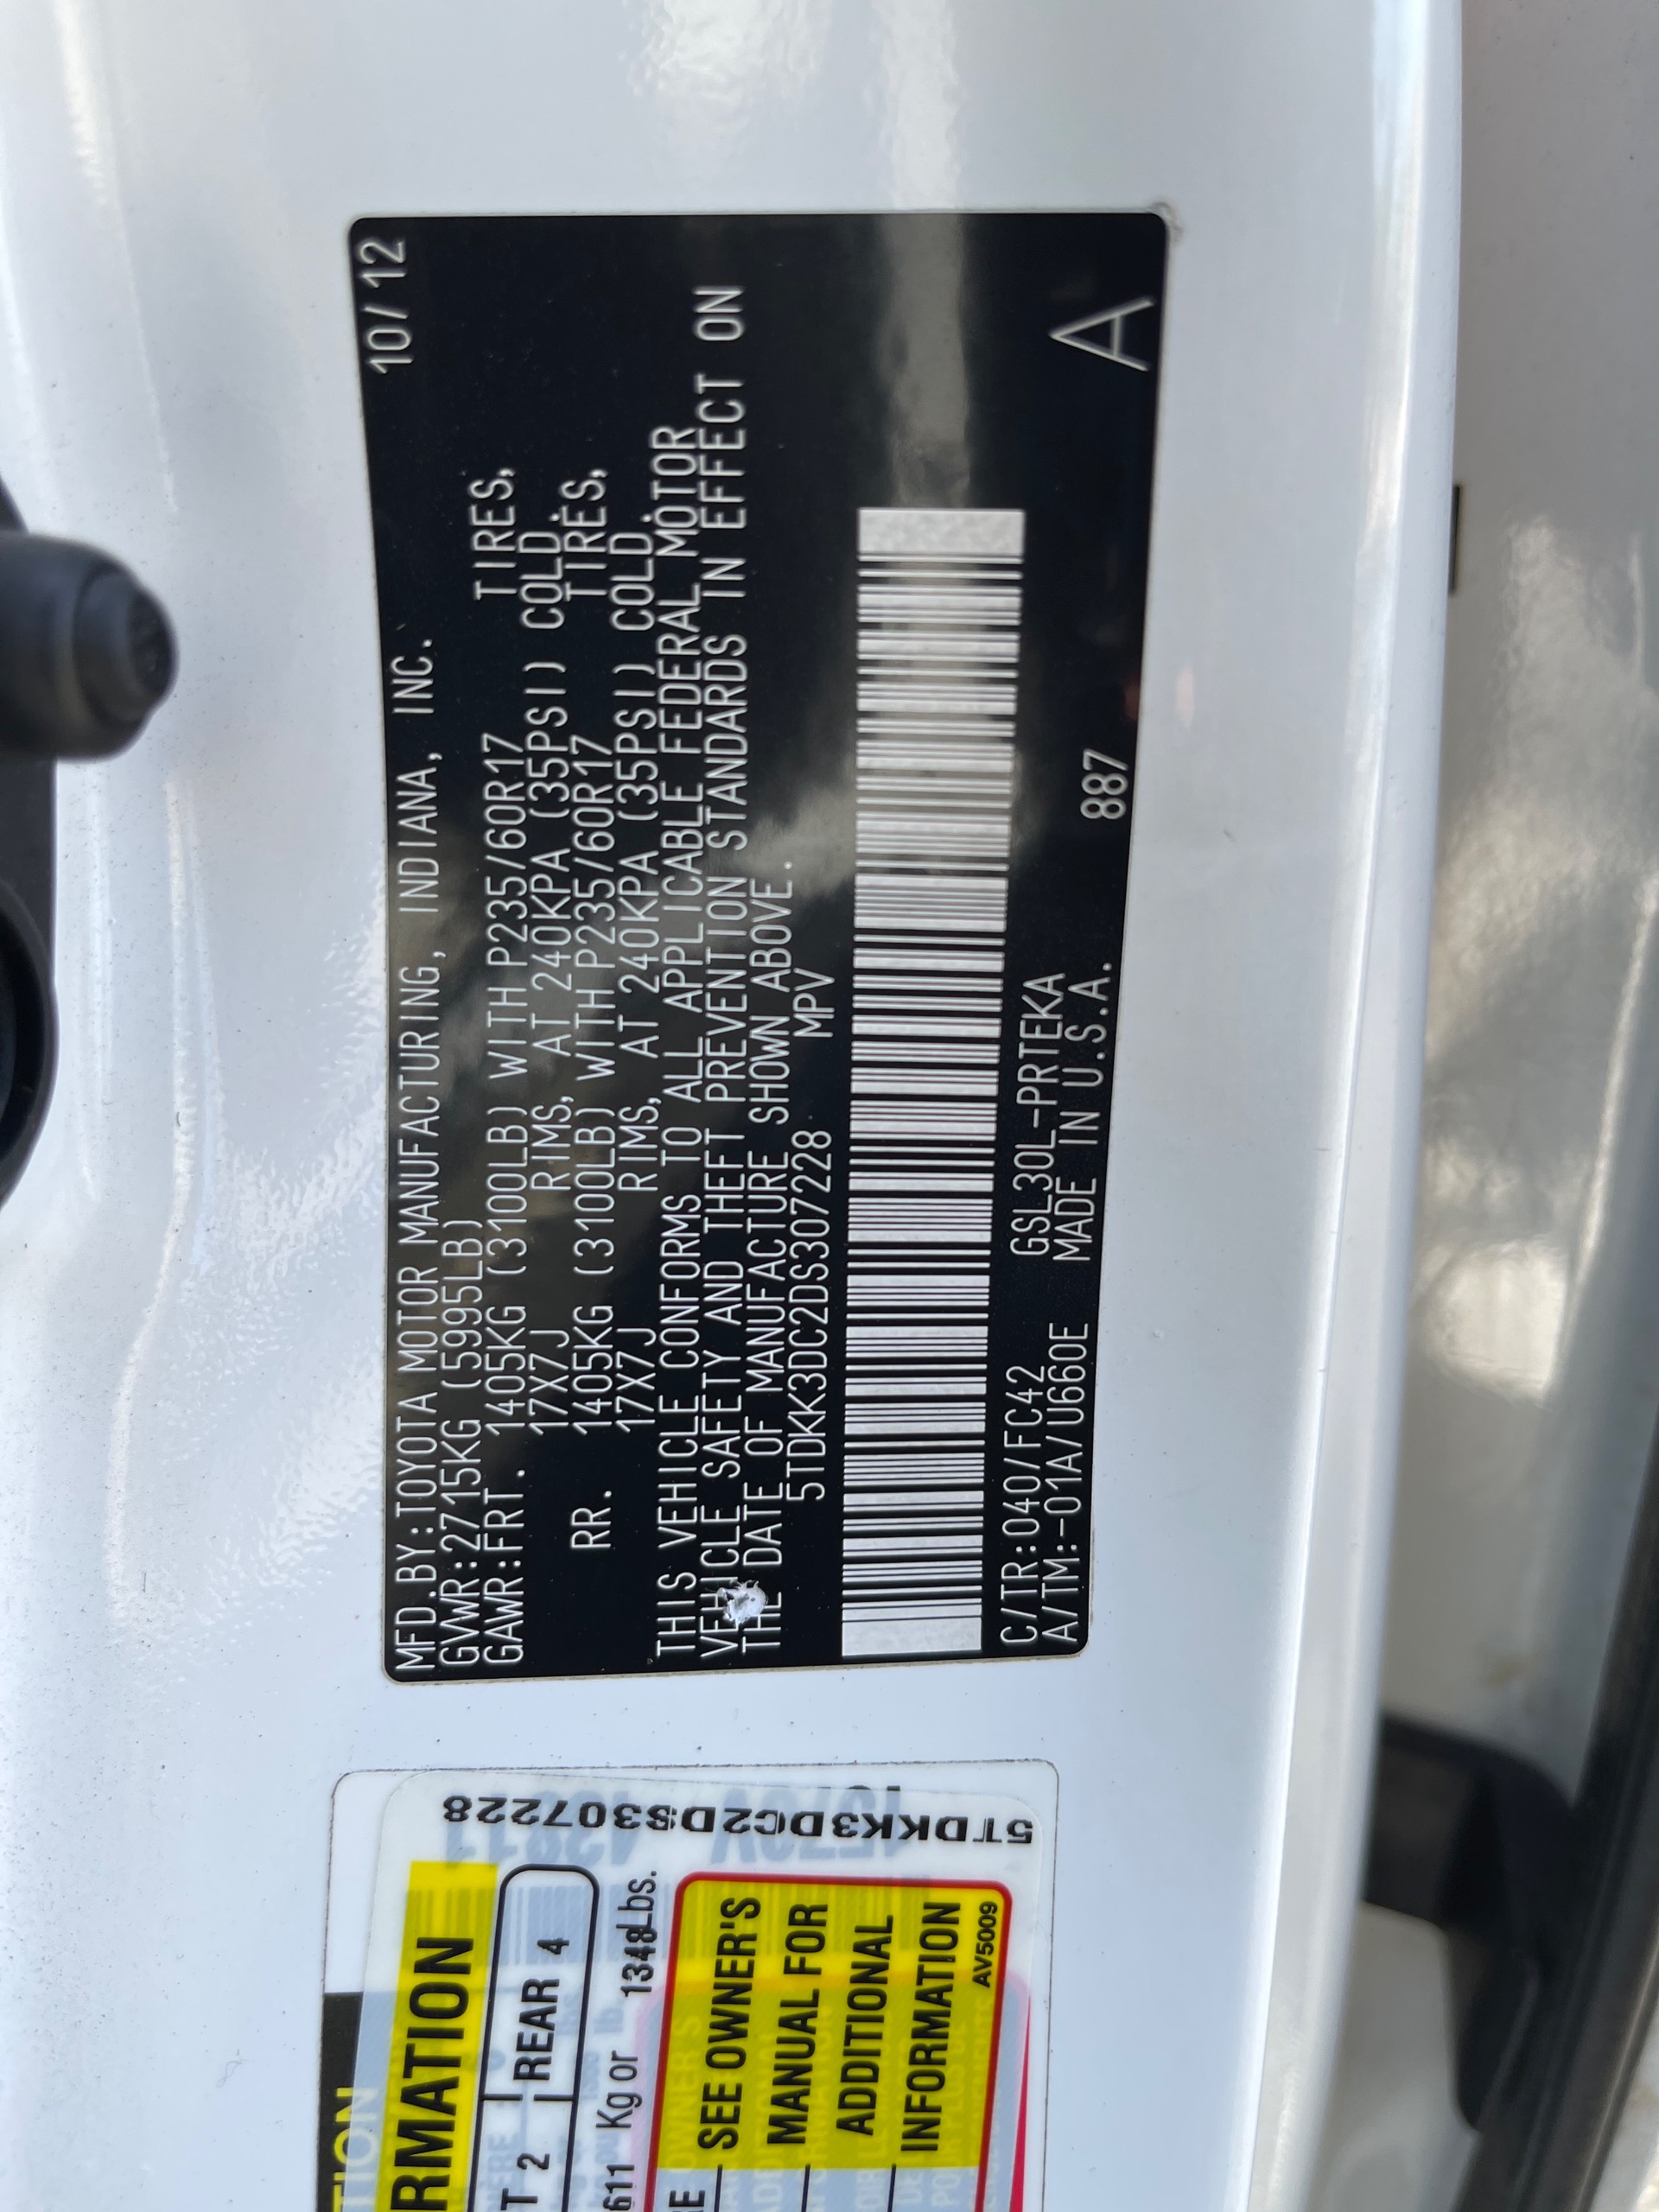 10/12
MFD.BY:TOYOTA MOTOR MANUFACTURING, INDIANA, INC.
GVWR:2715KG (5995LB)
GAWR:FRT. 1405KG (3100LB) WITH P235/60R17 TIRES,
17X7J RIMS, AT 240KPA (35PSI) COLD.
RR. 1405KG (3100LB) WITH P235/60R17 TIRES,
17X7J RIMS, AT 240KPA (35PSI) COLD.
THIS VEHICLE CONFORMS TO ALL APPLICABLE FEDERAL MOTOR
VEHICLE SAFETY AND THEFT PREVENTION STANDARDS IN EFFECT ON
THE DATE OF MANUFACTURE SHOWN ABOVE.
5TDKK3DC2DS307228 MPV
C/TR:040/FC42 GSL30L-PRTEKA
A/TM:-01A/U660E MADE IN U.S.A. 887
A
5TDKK3DC2DS307228
TION
RMATION
T 2 REAR 4
611 Kg or 1348Lbs.
SEE OWNER'S
MANUAL FOR
ADDITIONAL
INFORMATION
AV5009